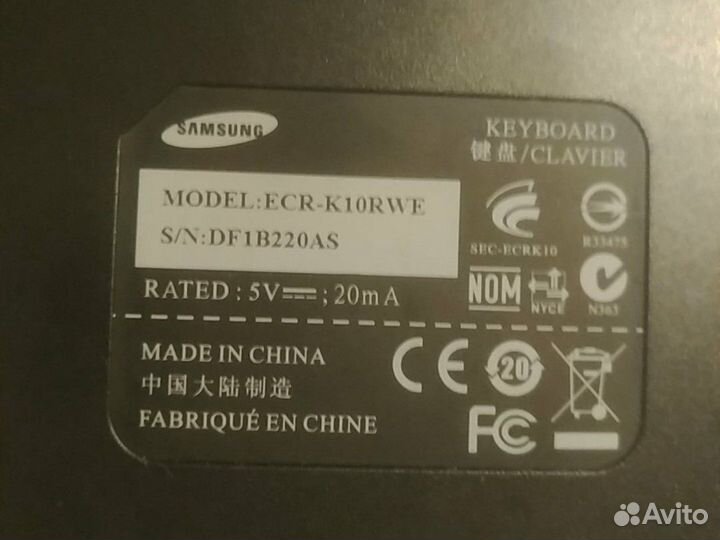 SAMSUNG
KEYBOARD
键盘/CLAVIER
MODEL:ECR-K10RWE
S/N:DF1B220AS
SEC-ECRK10
R33475
RATED : 5V ; 20mA
NOM
NYCE
N363
MADE IN CHINA
中国大陆制造
FABRIQUÉ EN CHINE
CE
20
FC
Avito